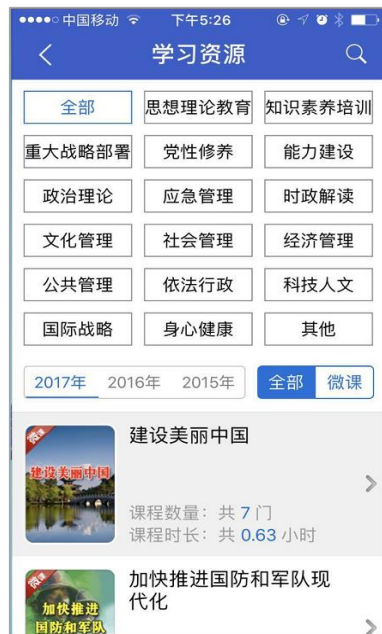 中国移动 下午5:26
学习资源
全部 思想理论教育 知识素养培训
重大战略部署 党性修养 能力建设
政治理论 应急管理 时政解读
文化管理 社会管理 经济管理
公共管理 依法行政 科技人文
国际战略 身心健康 其他
2017年 2016年 2015年 全部 微课
微课
建设美丽中国
建设美丽中国
课程数量：共 7 门
课程时长：共 0.63 小时
微课
加快推进
国防和军队
加快推进国防和军队现
代化